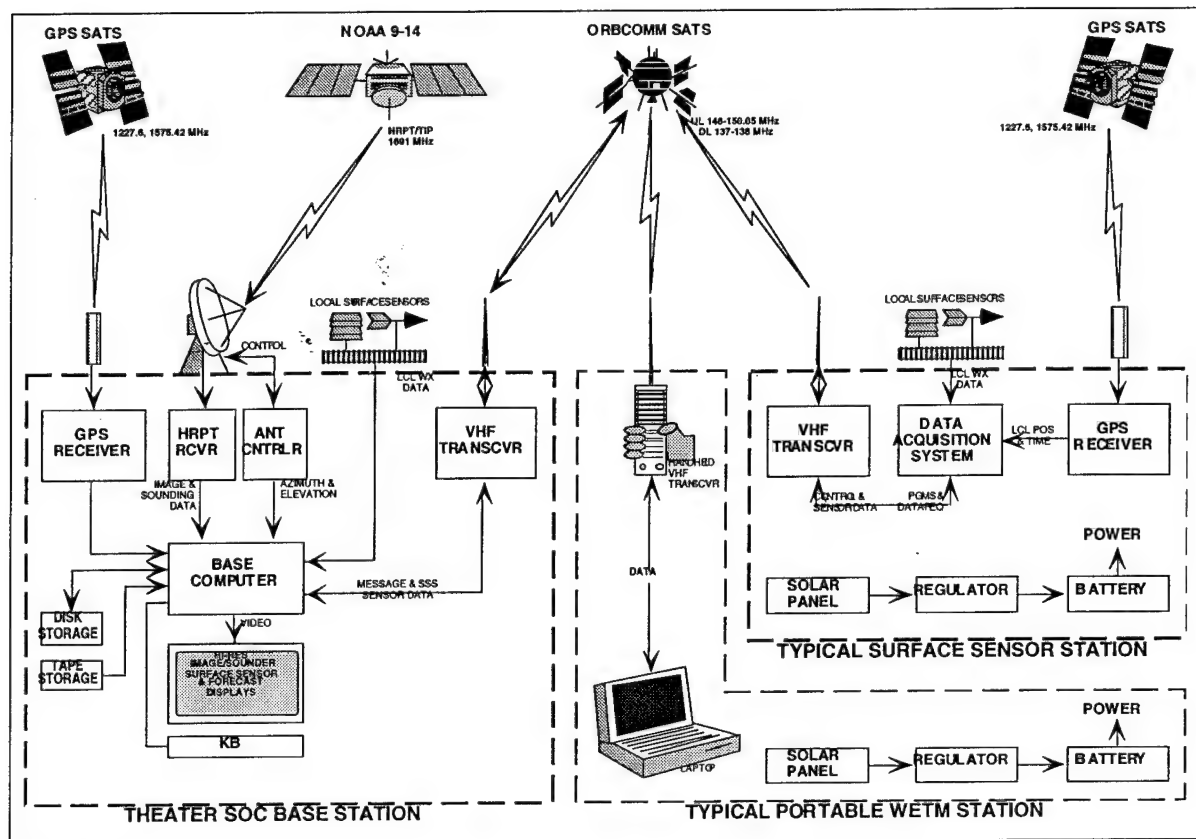 GPS SATS
NOAA 9-14
ORBCOMM SATS
GPS SATS
1227.6, 1575.42 MHz
HRPT/TIP
1691 MHz
UL 148-150.05 MHz
DL 137-138 MHz
1227.6, 1575.42 MHz
LOCAL SURFACE SENSORS
LOCAL SURFACE SENSORS
CONTROL
LCL WX
DATA
LCL WX
DATA
GPS
RECEIVER
HRPT
RCVR
ANT
CNTRLR
VHF
TRANSCVR
VHF
TRANSCVR
DATA
ACQUISITION
SYSTEM
LCL POS
& TIME
GPS
RECEIVER
VHF
TRANSCVR
IMAGE &
SOUNDING
DATA
AZIMUTH &
ELEVATION
CONTROL &
SENSOR DATA
PGMS &
DATA REQ
BASE
COMPUTER
MESSAGE & SSS
SENSOR DATA
DATA
POWER
SOLAR
PANEL
REGULATOR
BATTERY
DISK
STORAGE
VIDEO
TAPE
STORAGE
HI-RES
IMAGE/SOUNDER
SURFACE SENSOR
& FORECAST
DISPLAYS
TYPICAL SURFACE SENSOR STATION
KB
LAPTOP
POWER
SOLAR
PANEL
REGULATOR
BATTERY
THEATER SOC BASE STATION
TYPICAL PORTABLE WETM STATION